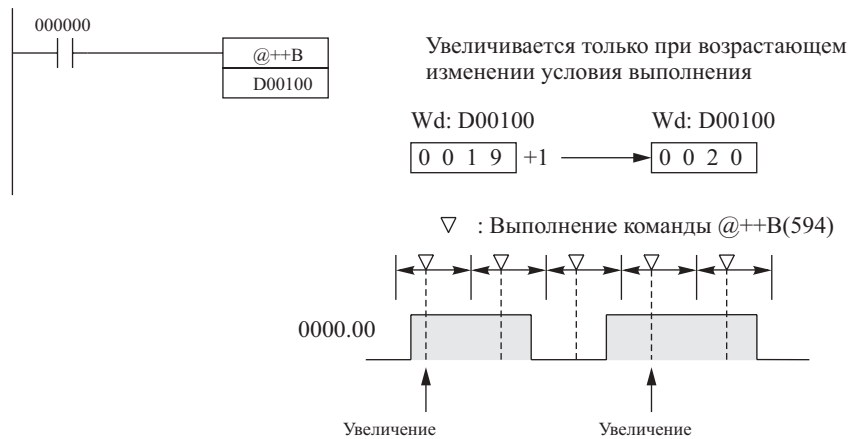 000000
@++B
D00100
Увеличивается только при возрастающем
изменении условия выполнения
Wd: D00100 Wd: D00100
0 0 1 9 +1 0 0 2 0
: Выполнение команды @++B(594)
0000.00
Увеличение Увеличение